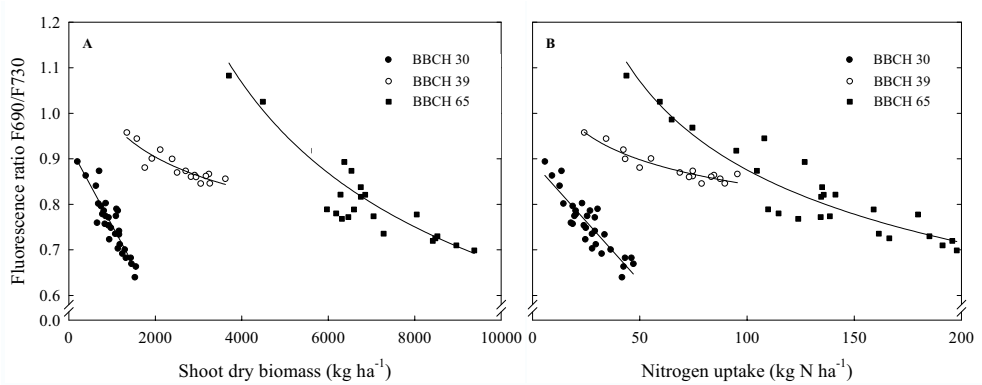 A
BBCH 30
BBCH 39
BBCH 65
B
BBCH 30
BBCH 39
BBCH 65
Fluorescence ratio F690/F730
1.2
1.1
1.0
0.9
0.8
0.7
0.6
0.0
0 2000 4000 6000 8000 10000
0 50 100 150 200
Shoot dry biomass (kg ha⁻¹)
Nitrogen uptake (kg N ha⁻¹)